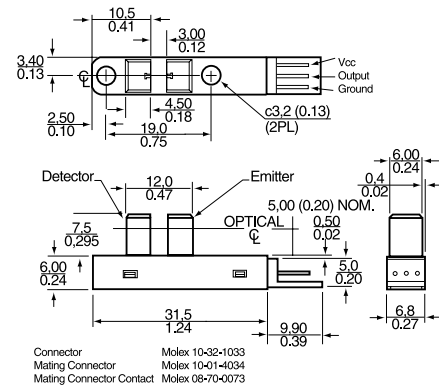 10,5
0.41
3,00
0.12
3,40
0.13
Vcc
Output
Ground
2,50
0.10
4,50
0.18
19,0
0.75
c3,2 (0.13)
(2PL)
Detector
12,0
0.47
Emitter
6,00
0.24
0,4
0.02
5,00 (0.20) NOM.
OPTICAL
0,50
0.02
7,5
0,295
6,00
0.24
5,0
0.20
31,5
1.24
9,90
0.39
6,8
0.27
Connector Molex 10-32-1033
Mating Connector Molex 10-01-4034
Mating Connector Contact Molex 08-70-0073